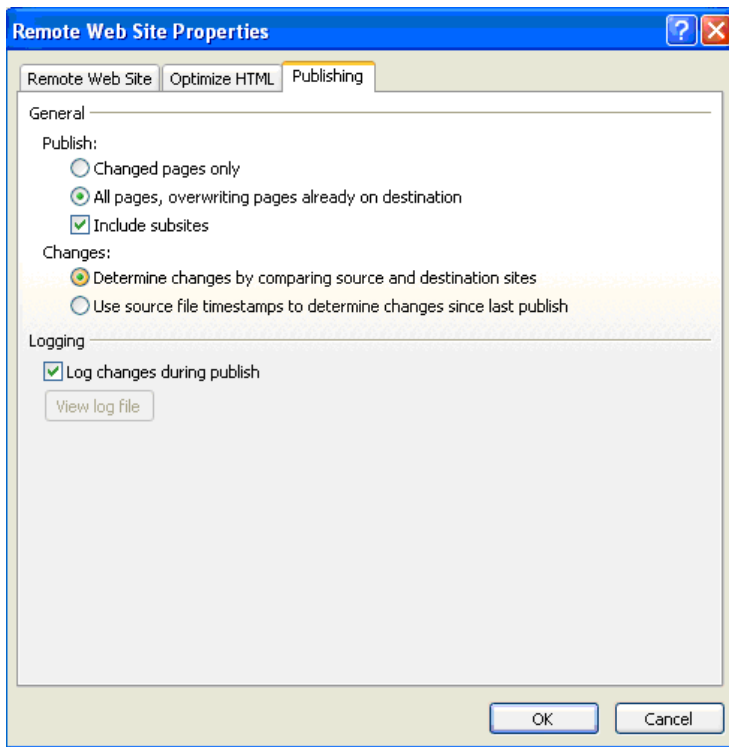 Remote Web Site Properties
Remote Web Site Optimize HTML Publishing
General
Publish:
Changed pages only
All pages, overwriting pages already on destination
Include subsites
Changes:
Determine changes by comparing source and destination sites
Use source file timestamps to determine changes since last publish
Logging
Log changes during publish
View log file
OK Cancel